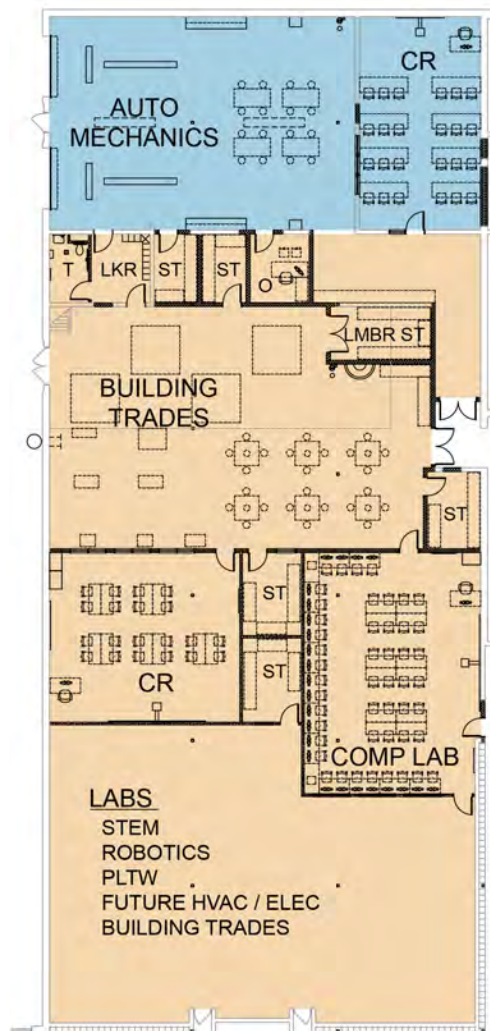 CR
AUTO
MECHANICS
T
LKR
ST
ST
LMBR ST
BUILDING
TRADES
ST
ST
CR
ST
COMP LAB
LABS
STEM
ROBOTICS
PLTW
FUTURE HVAC / ELEC
BUILDING TRADES